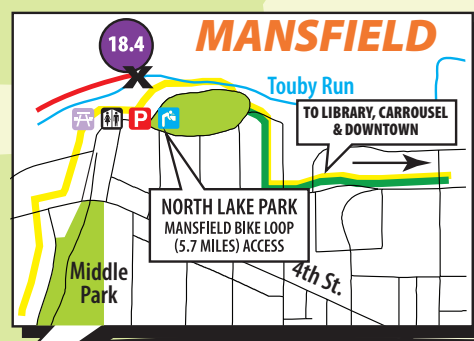 18.4
MANSFIELD
Touby Run
TO LIBRARY, CARROUSEL
& DOWNTOWN
P
NORTH LAKE PARK
MANSFIELD BIKE LOOP
(5.7 MILES) ACCESS
4th St.
Middle
Park